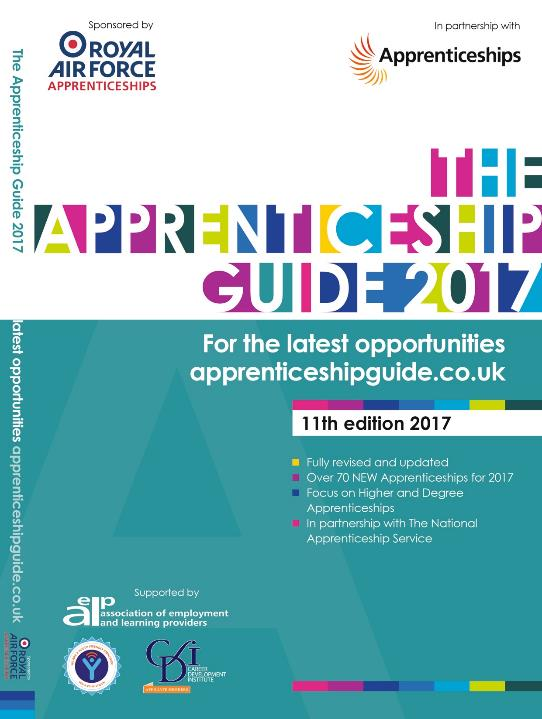 Sponsored by
ROYAL
AIR FORCE
APPRENTICESHIPS
In partnership with
Apprenticeships
The Apprenticeship Guide 2017
THE
APPRENTICESHIP
GUIDE 2017
For the latest opportunities
apprenticeshipguide.co.uk
11th edition 2017
Fully revised and updated
Over 70 NEW Apprenticeships for 2017
Focus on Higher and Degree
Apprenticeships
In partnership with The National
Apprenticeship Service
latest opportunities apprenticeshipguide.co.uk
Supported by
aelp
association of employment
and learning providers
CDi
CAREER
DEVELOPMENT
INSTITUTE
AFFILIATE MEMBERS
ROYAL
AIR FORCE